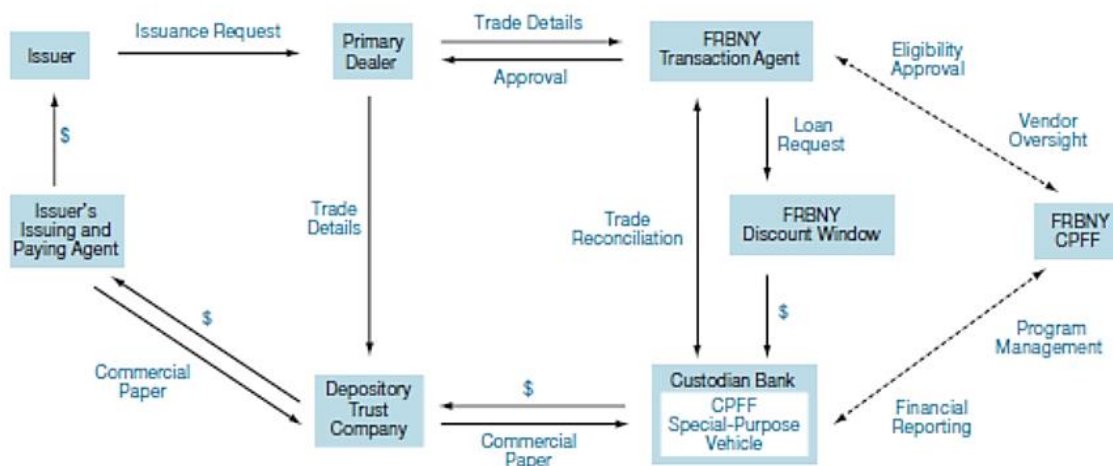 Issuer
Issuance Request
Primary
Dealer
Trade Details
Approval
FRBNY
Transaction Agent
Eligibility
Approval
$
Loan
Request
Vendor
Oversight
Issuer's
Issuing and
Paying Agent
Trade
Details
Trade
Reconciliation
FRBNY
Discount Window
FRBNY
CPFF
$
$
Program
Management
Commercial
Paper
Depository
Trust
Company
$
Commercial
Paper
Custodian Bank
CPFF
Special-Purpose
Vehicle
Financial
Reporting